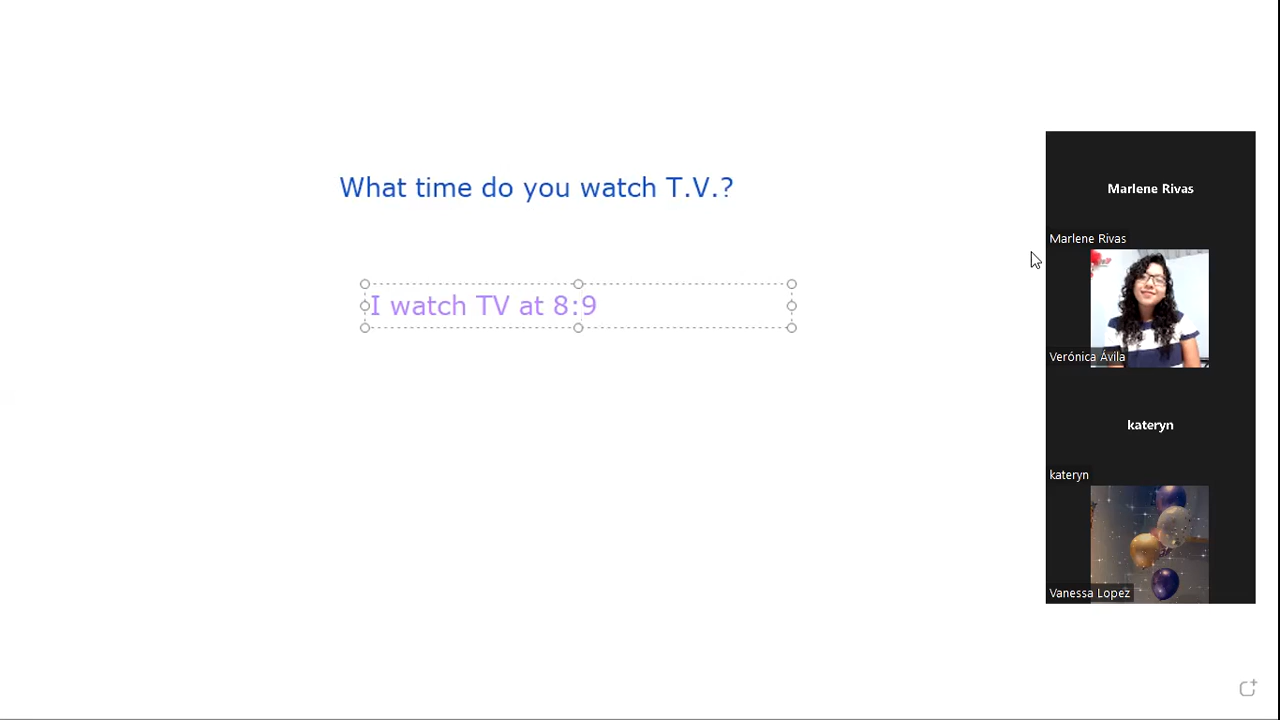 What time do you watch T.V.?
I watch TV at 8:9
Marlene Rivas
Marlene Rivas
Verónica Ávila
kateryn
kateryn
Vanessa Lopez